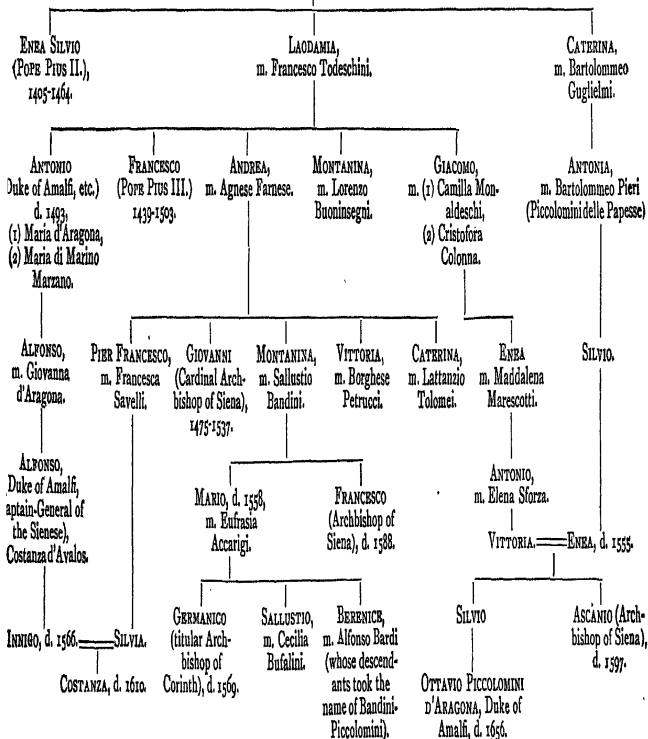 ENEA SILVIO
(POPE PIUS II.),
1405-1464.
LAODAMIA,
m. Francesco Todeschini.
CATERINA,
m. Bartolommeo
Guglielmi.
ANTONIO
Duke of Amalfi, etc.)
d. 1493,
(1) Maria d'Aragona,
(2) Maria di Marino
Marzano.
FRANCESCO
(POPE PIUS III.)
1439-1503.
ANDREA,
m. Agnese Farnese.
MONTANINA,
m. Lorenzo
Buoninsegni.
GIACOMO,
m. (1) Camilla Mon-
aldeschi,
(2) Cristofora
Colonna.
ANTONIA,
m. Bartolommeo Pieri
(Piccolomini delle Papesse)
ALFONSO,
m. Giovanna
d'Aragona.
PIER FRANCESCO,
m. Francesca
Savelli.
GIOVANNI
(Cardinal Arch-
bishop of Siena),
1475-1537.
MONTANINA,
m. Sallustio
Bandini.
VITTORIA,
m. Borghese
Petrucci.
CATERINA,
m. Lattanzio
Tolomei.
ENEA
m. Maddalena
Marescotti.
SILVIO.
ALFONSO,
Duke of Amalfi,
aptain-General of
the Sienese),
Costanza d'Avalos.
MARIO, d. 1558,
m. Eufrasia
Accarigi.
FRANCESCO
(Archbishop of
Siena), d. 1588.
ANTONIO,
m. Elena Sforza.
VITTORIA. ENEA, d. 1555.
INNIGO, d. 1566. SILVIA.
GERMANICO
(titular Arch-
bishop of
Corinth), d. 1569.
SALLUSTIO,
m. Cecilia
Bufalini.
BERENICE,
m. Alfonso Bardi
(whose descend-
ants took the
name of Bandini-
Piccolomini).
SILVIO
ASCANIO (Arch-
bishop of Siena),
d. 1597.
COSTANZA, d. 1610.
OTTAVIO PICCOLOMINI
D'ARAGONA, Duke of
Amalfi, d. 1656.